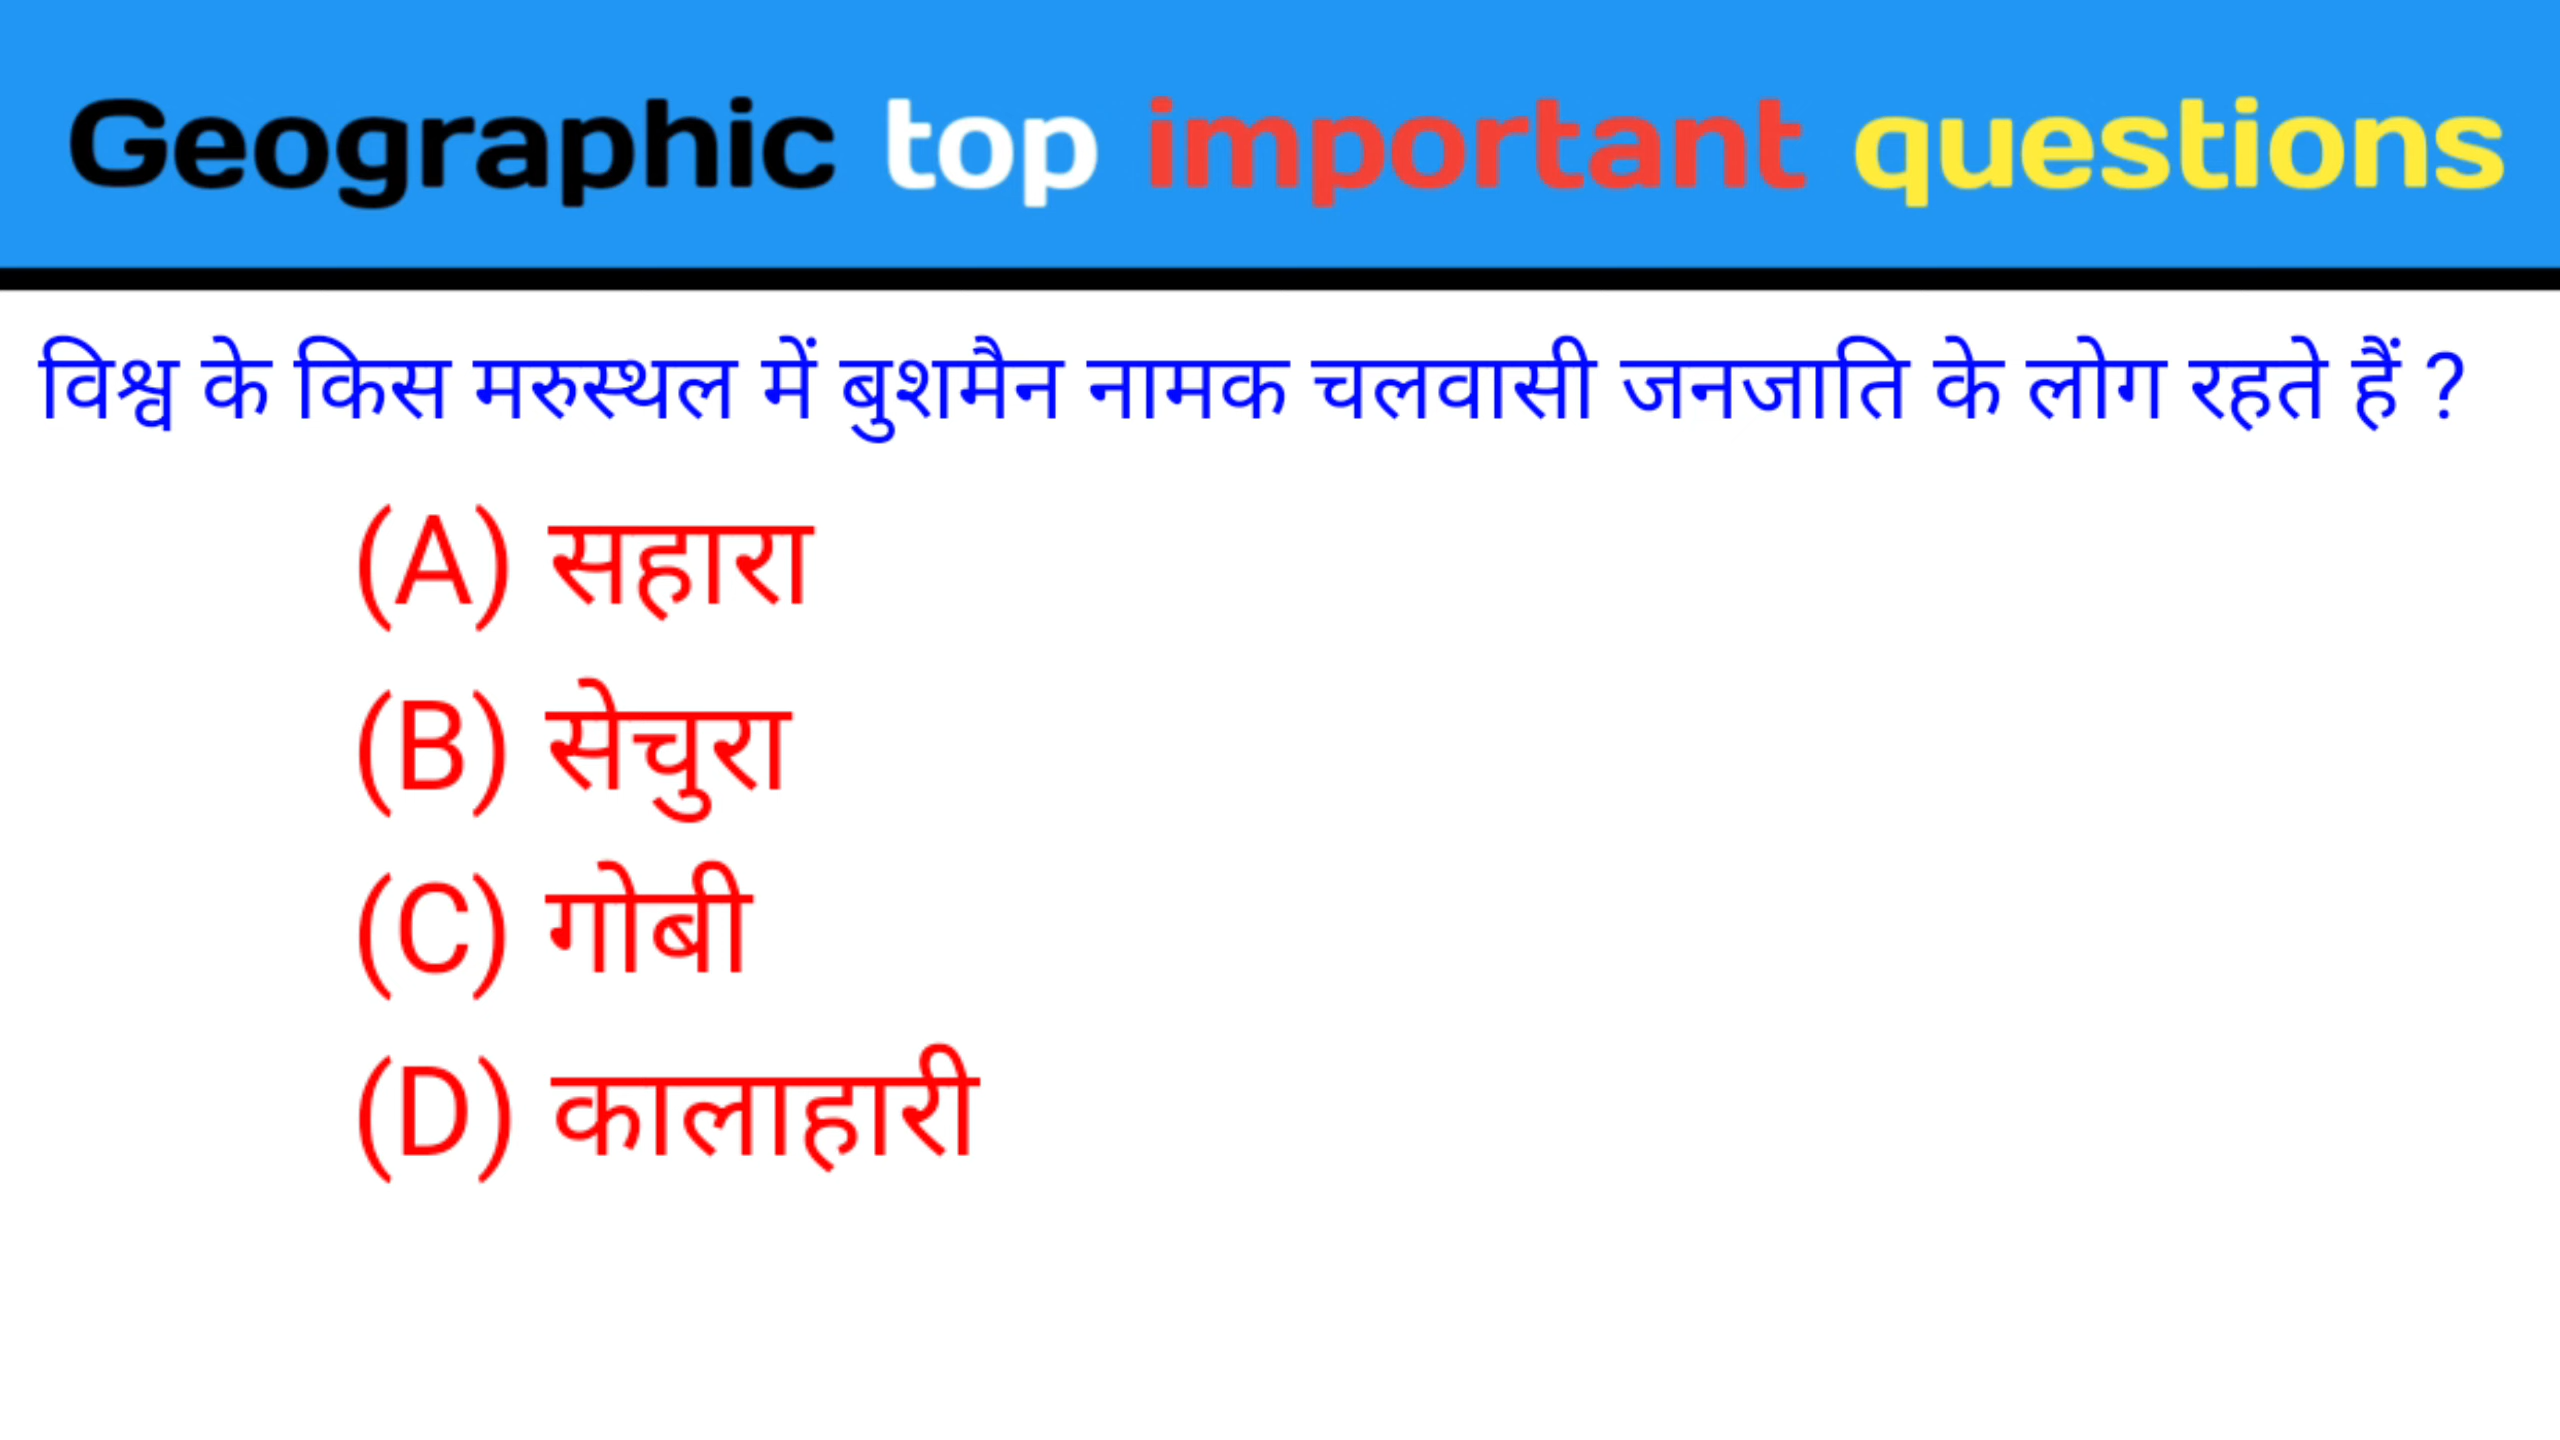 Geographic top important questions
विश्व के किस मरुस्थल में बुशमैन नामक चलवासी जनजाति के लोग रहते हैं ?
(A) सहारा
(B) सेचुरा
(C) गोबी
(D) कालाहारी